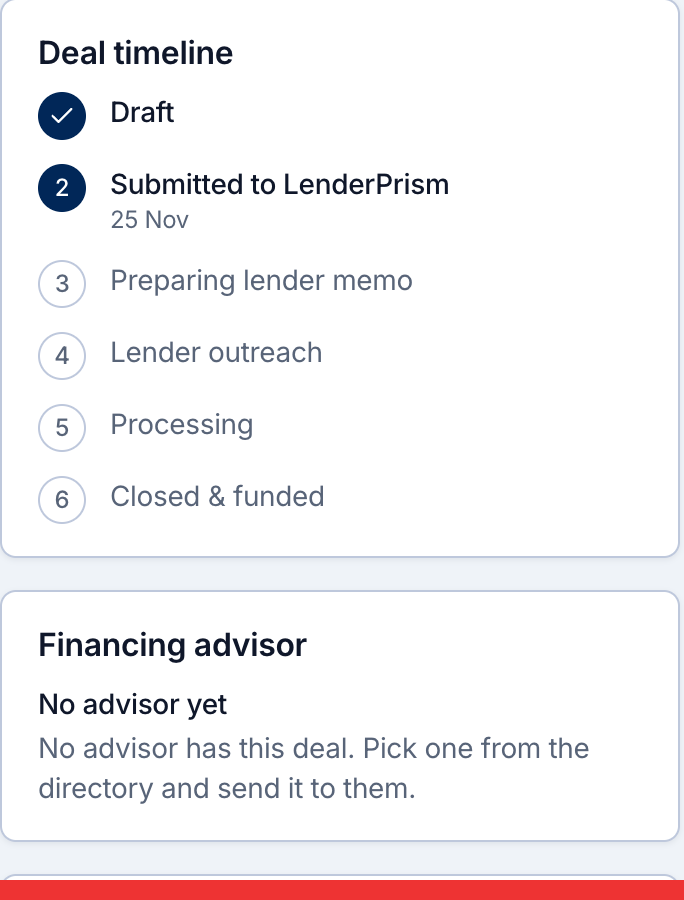 Deal timeline
Draft
2
Submitted to LenderPrism
25 Nov
3
Preparing lender memo
4
Lender outreach
5
Processing
6
Closed & funded
Financing advisor
No advisor yet
No advisor has this deal. Pick one from the
directory and send it to them.